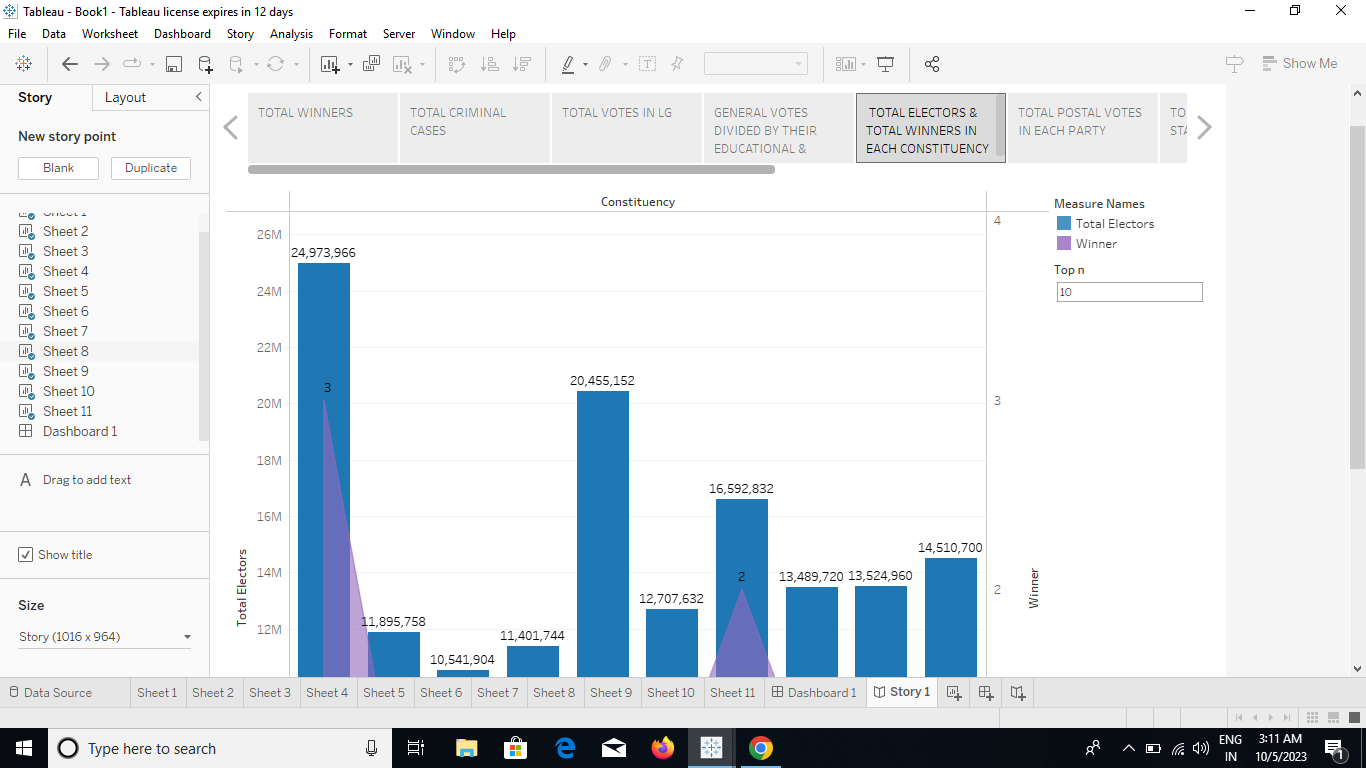 Tableau - Book1 - Tableau license expires in 12 days
File Data Worksheet Dashboard Story Analysis Format Server Window Help
Show Me
Story Layout
New story point
Blank Duplicate
Sheet 1
Sheet 2
Sheet 3
Sheet 4
Sheet 5
Sheet 6
Sheet 7
Sheet 8
Sheet 9
Sheet 10
Sheet 11
Dashboard 1
A Drag to add text
Show title
Size
Story (1016 x 964)
TOTAL WINNERS
TOTAL CRIMINAL
CASES
TOTAL VOTES IN LG
GENERAL VOTES
DIVIDED BY THEIR
EDUCATIONAL &
TOTAL ELECTORS &
TOTAL WINNERS IN
EACH CONSTITUENCY
TOTAL POSTAL VOTES
IN EACH PARTY
TO
STA
Constituency
26M
24M
22M
20M
18M
16M
14M
12M
Total Electors
24,973,966
3
11,895,758
10,541,904
11,401,744
20,455,152
12,707,632
16,592,832
2
13,489,720
13,524,960
14,510,700
4
3
2
Winner
Measure Names
Total Electors
Winner
Top n
10
Data Source Sheet 1 Sheet 2 Sheet 3 Sheet 4 Sheet 5 Sheet 6 Sheet 7 Sheet 8 Sheet 9 Sheet 10 Sheet 11 Dashboard 1 Story 1
Type here to search
ENG
IN
3:11 AM
10/5/2023
1